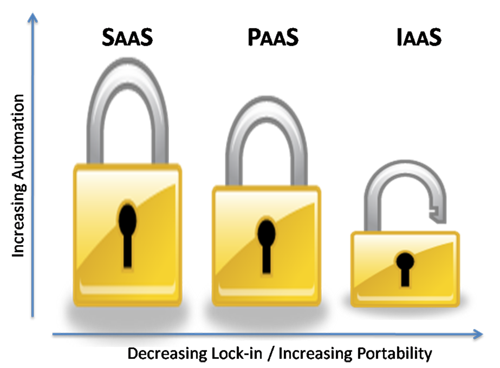 SAAS PAAS IAAS
Increasing Automation
Decreasing Lock-in / Increasing Portability